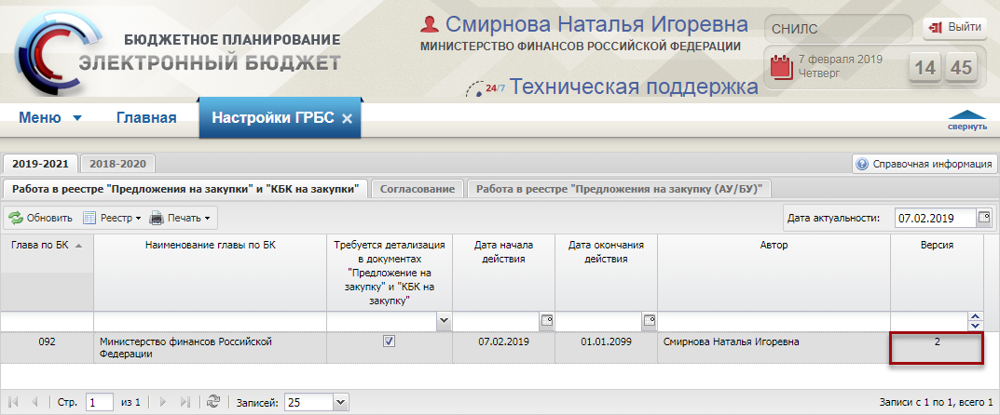 БЮДЖЕТНОЕ ПЛАНИРОВАНИЕ
ЭЛЕКТРОННЫЙ БЮДЖЕТ
Смирнова Наталья Игоревна
МИНИСТЕРСТВО ФИНАНСОВ РОССИЙСКОЙ ФЕДЕРАЦИИ
24/7 Техническая поддержка
СНИЛС
Выйти
7 февраля 2019
Четверг
14 45
Меню Главная Настройки ГРБС
свернуть
2019-2021 2018-2020
Справочная информация
Работа в реестре "Предложения на закупки" и "КБК на закупки" Согласование Работа в реестре "Предложения на закупку (АУ/БУ)"
Обновить Реестр Печать
Дата актуальности: 07.02.2019
Глава по БК
Наименование главы по БК
Требуется детализация
в документах
"Предложение на
закупку" и "КБК на
закупку"
Дата начала
действия
Дата окончания
действия
Автор
Версия
092
Министерство финансов Российской
Федерации
07.02.2019
01.01.2099
Смирнова Наталья Игоревна
2
Стр. 1 из 1 Записей: 25
Записи с 1 по 1, всего 1